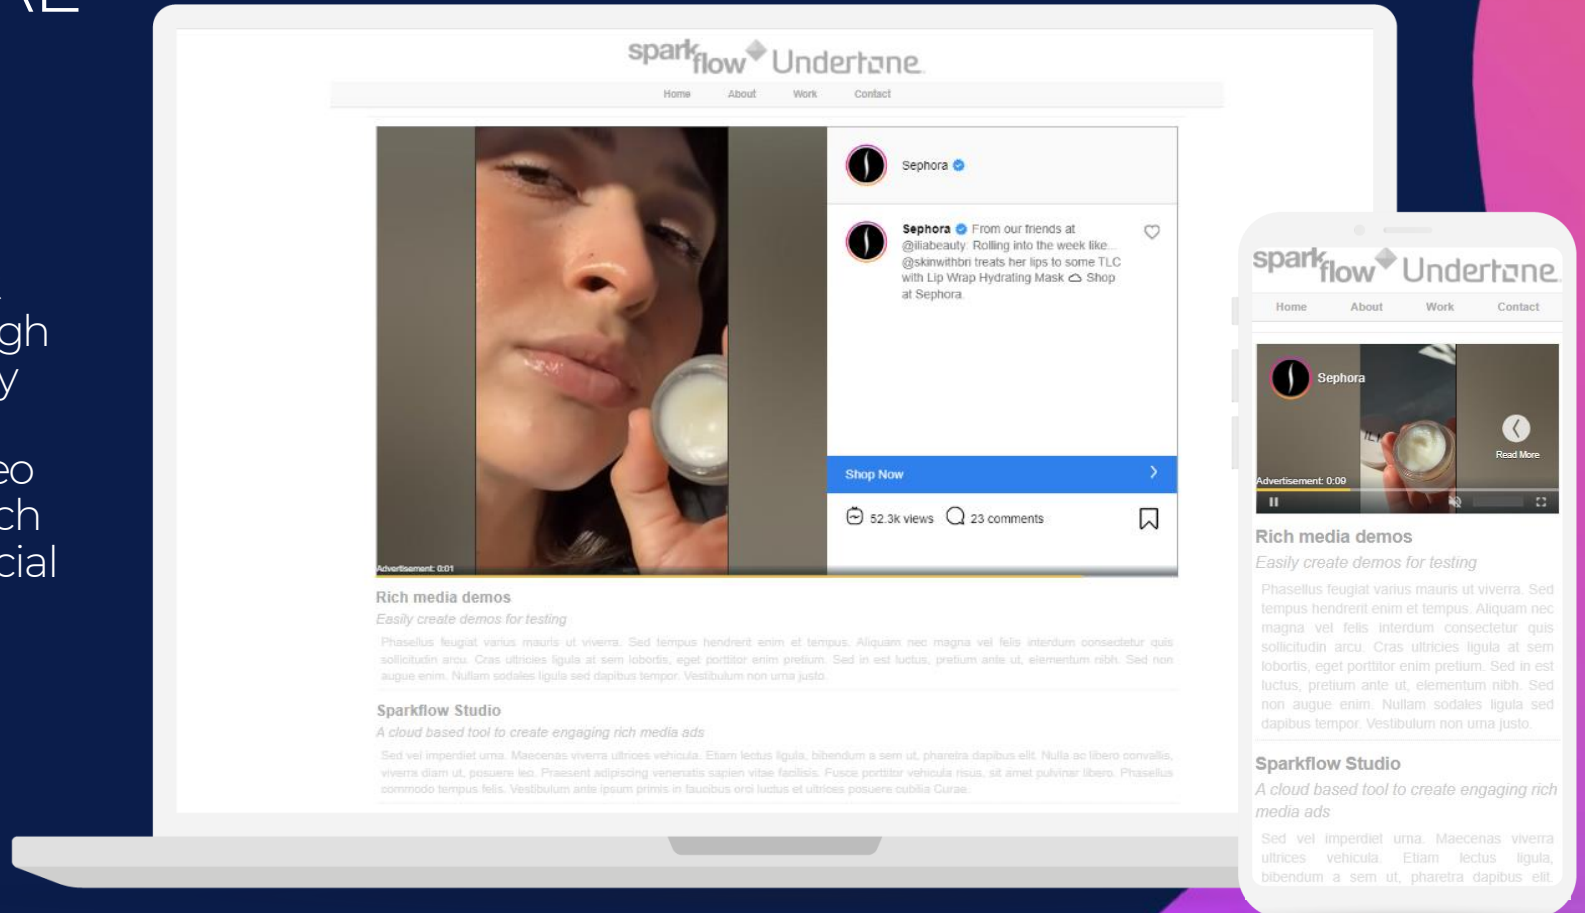 sparkflow Undertone
Home About Work Contact
Sephora
Sephora From our friends at
@iliabeauty: Rolling into the week like...
@skinwithbri treats her lips to some TLC
with Lip Wrap Hydrating Mask Shop
at Sephora.
Shop Now
52.3k views 23 comments
Advertisement: 0:01
Rich media demos
Easily create demos for testing
Phasellus feugiat varius mauris ut viverra. Sed tempus hendrerit enim et tempus. Aliquam nec magna vel felis interdum consectetur quis
sollicitudin arcu. Cras ultricies ligula at sem lobortis, eget porttitor enim pretium. Sed in est luctus, pretium ante ut, elementum nibh. Sed non
augue enim. Nullam sodales ligula sed dapibus tempor. Vestibulum non urna justo.
Sparkflow Studio
A cloud based tool to create engaging rich media ads
Sed vel imperdiet urna. Maecenas viverra ultrices vehicula. Etiam lectus ligula, bibendum a sem ut, pharetra dapibus elit. Nulla ac libero convallis,
viverra diam ut, posuere leo. Praesent adipiscing venenatis sapien vitae facilisis. Fusce porttitor vehicula risus, sit amet pulvinar libero. Phasellus
commodo tempus felis. Vestibulum ante ipsum primis in faucibus orci luctus et ultrices posuere cubilia Curae.
sparkflow Undertone
Home About Work Contact
Sephora
Read More
Advertisement: 0:09
Rich media demos
Easily create demos for testing
Phasellus feugiat varius mauris ut viverra. Sed
tempus hendrerit enim et tempus. Aliquam nec
magna vel felis interdum consectetur quis
sollicitudin arcu. Cras ultricies ligula at sem
lobortis, eget porttitor enim pretium. Sed in est
luctus, pretium ante ut, elementum nibh. Sed
non augue enim. Nullam sodales ligula sed
dapibus tempor. Vestibulum non urna justo.
Sparkflow Studio
A cloud based tool to create engaging rich
media ads
Sed vel imperdiet urna. Maecenas viverra
ultrices vehicula. Etiam lectus ligula,
bibendum a sem ut, pharetra dapibus elit.